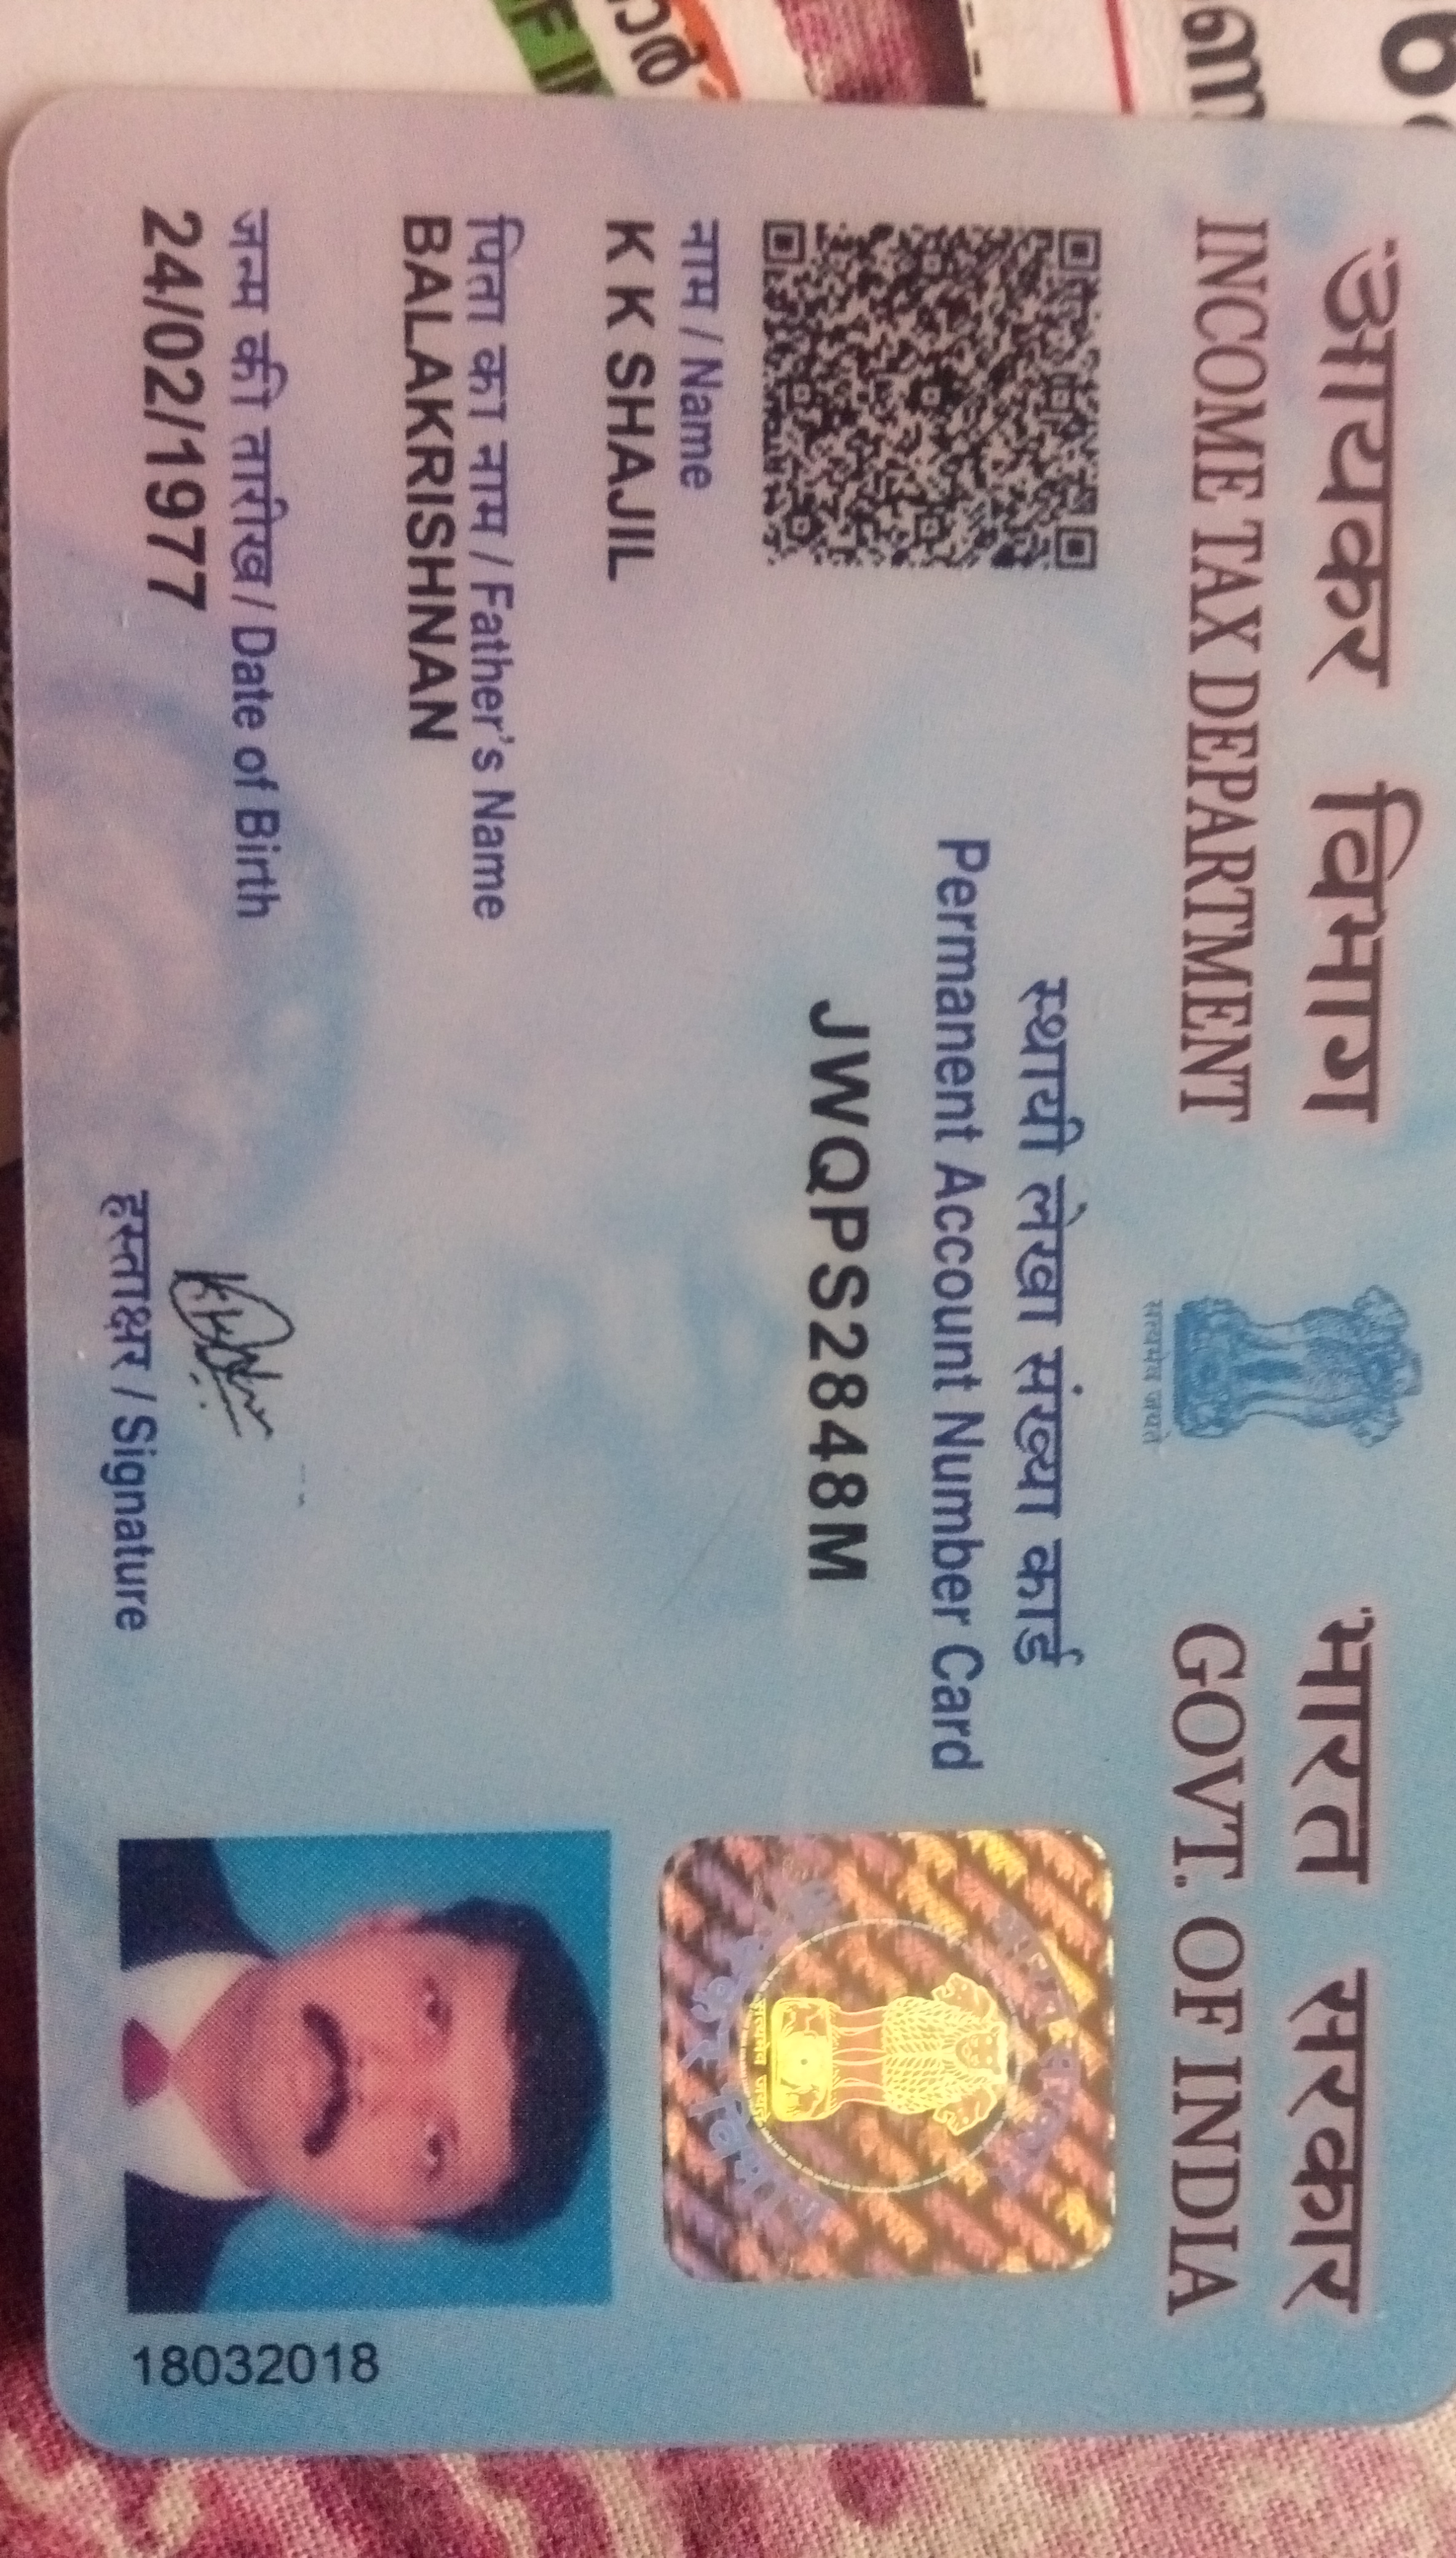 आयकर विभाग
INCOME TAX DEPARTMENT
सत्यमेव जयते
भारत सरकार
GOVT. OF INDIA
स्थायी लेखा संख्या कार्ड
Permanent Account Number Card
JWQPS2848M
नाम / Name
K K SHAJIL
पिता का नाम / Father's Name
BALAKRISHNAN
जन्म की तारीख / Date of Birth
24/02/1977
हस्ताक्षर / Signature
18032018